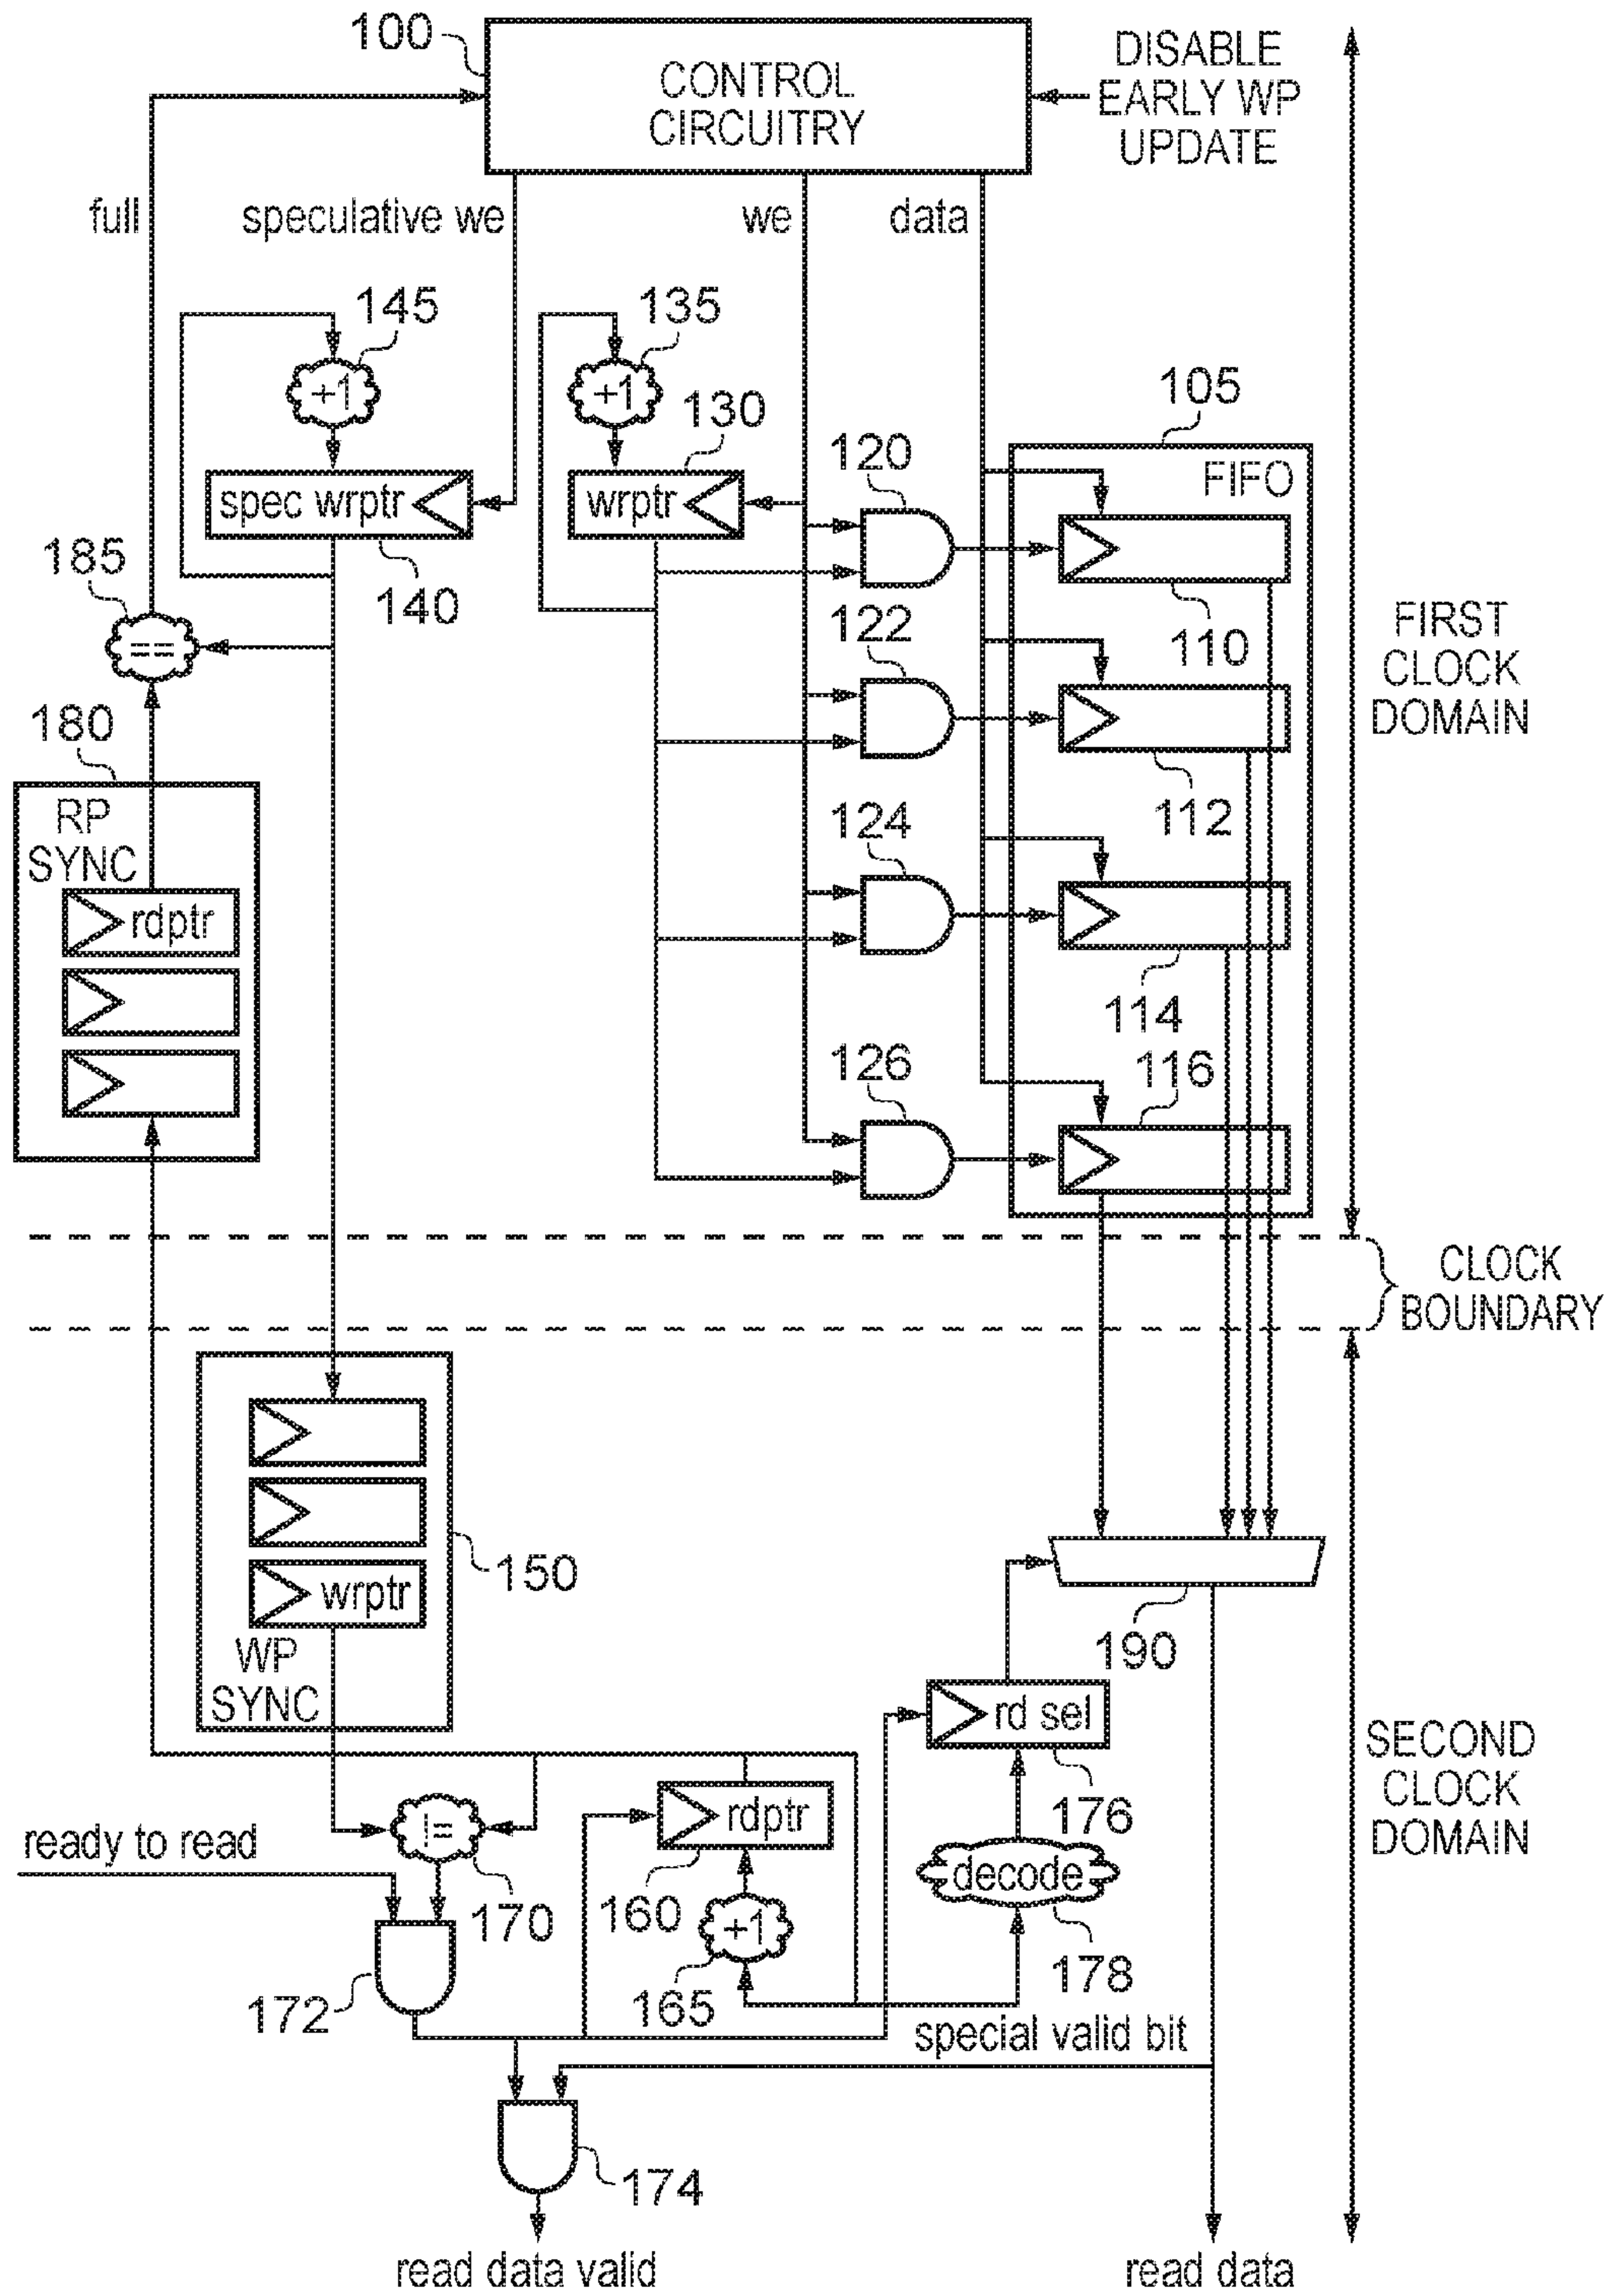 100
CONTROL
CIRCUITRY
DISABLE
EARLY WP
UPDATE
full
speculative we
we
data
145
135
105
+1
+1
130
120
FIFO
spec wrptr
wrptr
185
140
122
110
==
FIRST
CLOCK
DOMAIN
180
RP
SYNC
124
112
rdptr
114
126
116
CLOCK
BOUNDARY
150
wrptr
WP
SYNC
190
rd sel
SECOND
CLOCK
DOMAIN
rdptr
176
!=
ready to read
170
160
decode
+1
178
172
165
special valid bit
174
read data valid
read data